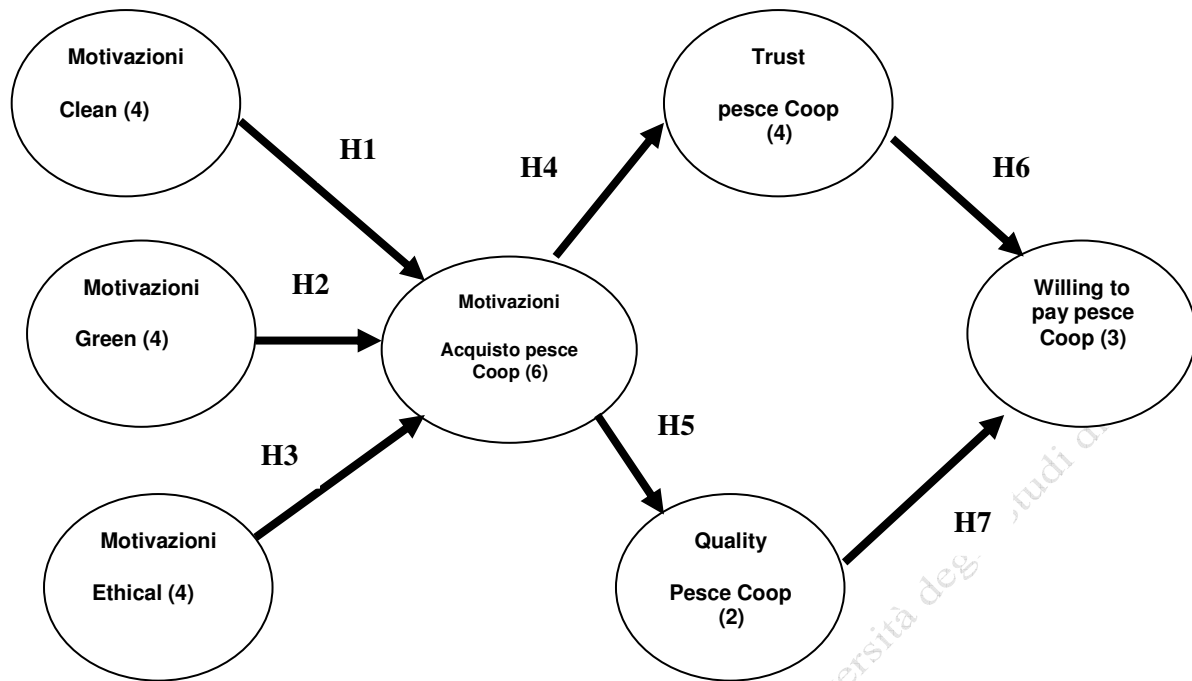 Motivazioni
Clean (4)
H1
Motivazioni
Green (4)
H2
Motivazioni
Ethical (4)
H3
Motivazioni
Acquisto pesce
Coop (6)
H4
Trust
pesce Coop
(4)
H5
Quality
Pesce Coop
(2)
H6
H7
Willing to
pay pesce
Coop (3)